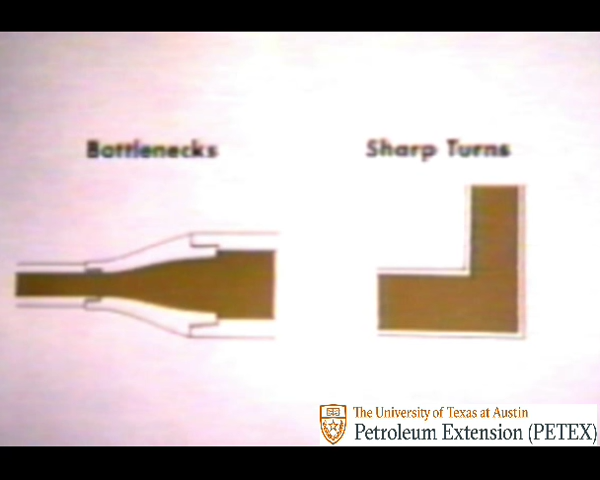 Bottlenecks
Sharp Turns
The University of Texas at Austin
Petroleum Extension (PETEX)